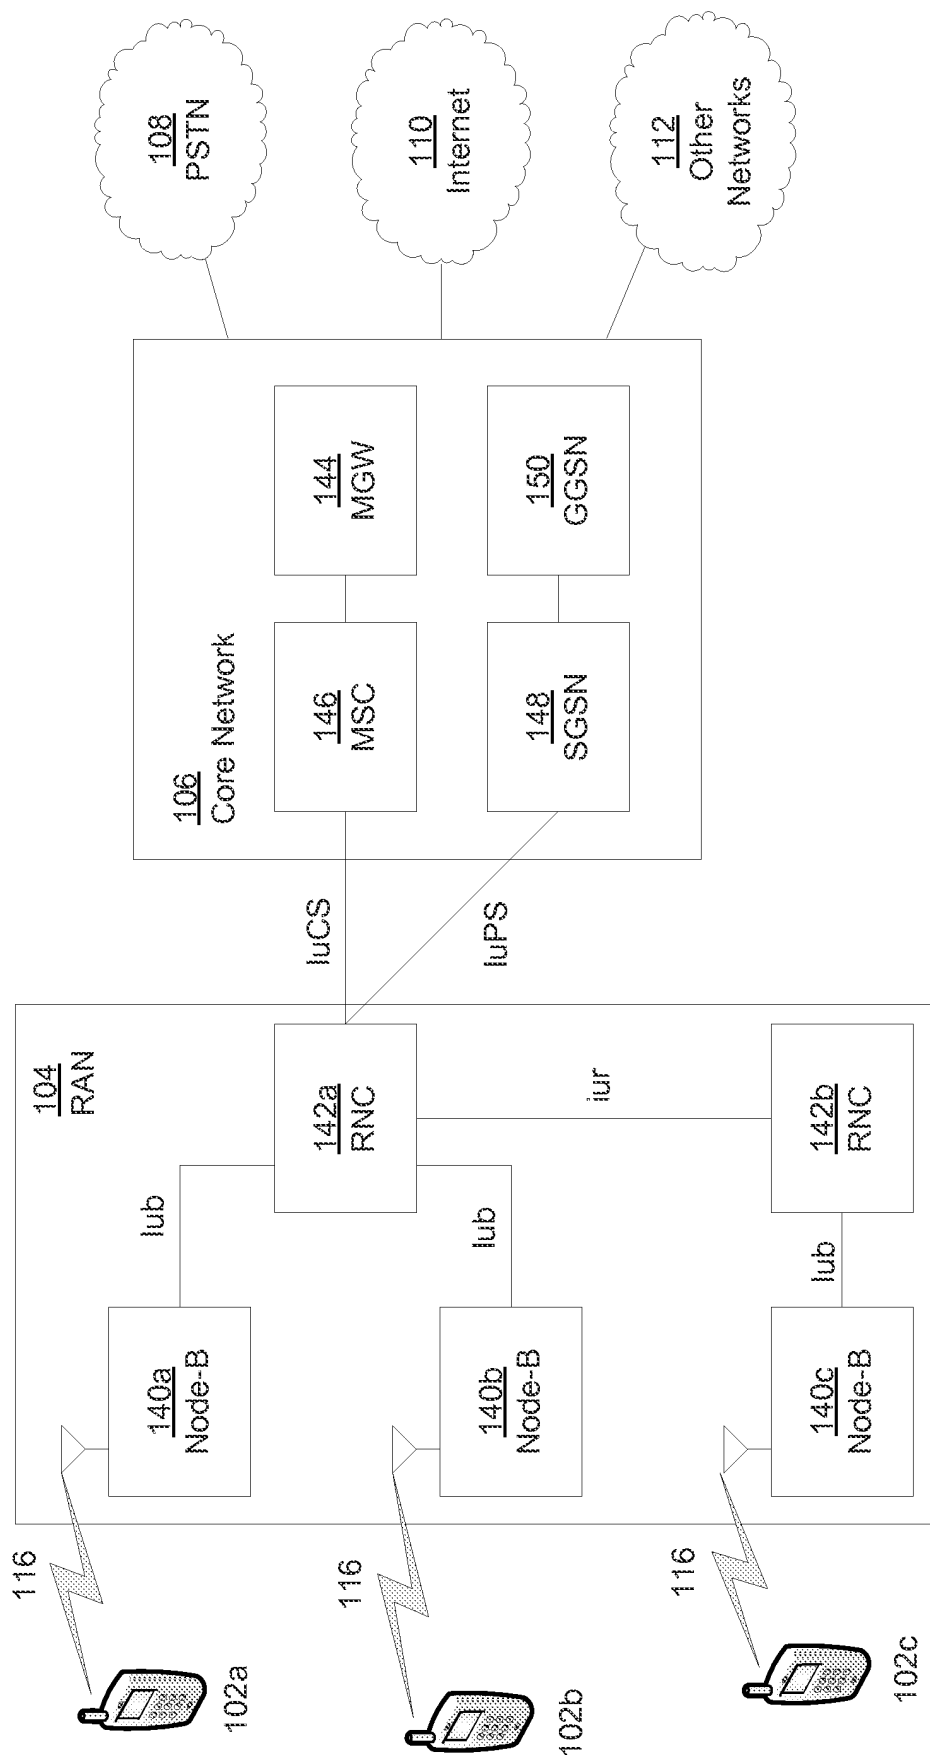 102a
116
140a
Node-B
Iub
104
RAN
142a
RNC
IuCS
IuPS
106
Core Network
146
MSC
144
MGW
148
SGSN
150
GGSN
108
PSTN
110
Internet
112
Other
Networks
102b
116
140b
Node-B
Iub
iur
102c
116
140c
Node-B
Iub
142b
RNC